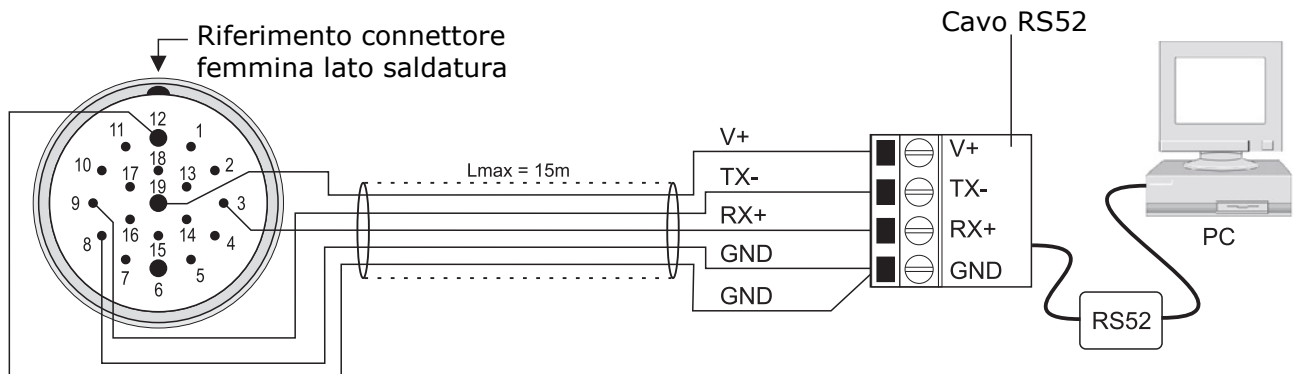 Riferimento connettore
femmina lato saldatura
Cavo RS52
12
11
1
10
18
2
17
13
19
9
3
16
14
8
15
4
7
5
6
Lmax = 15m
V+
TX-
RX+
GND
GND
V+
TX-
RX+
GND
RS52
PC